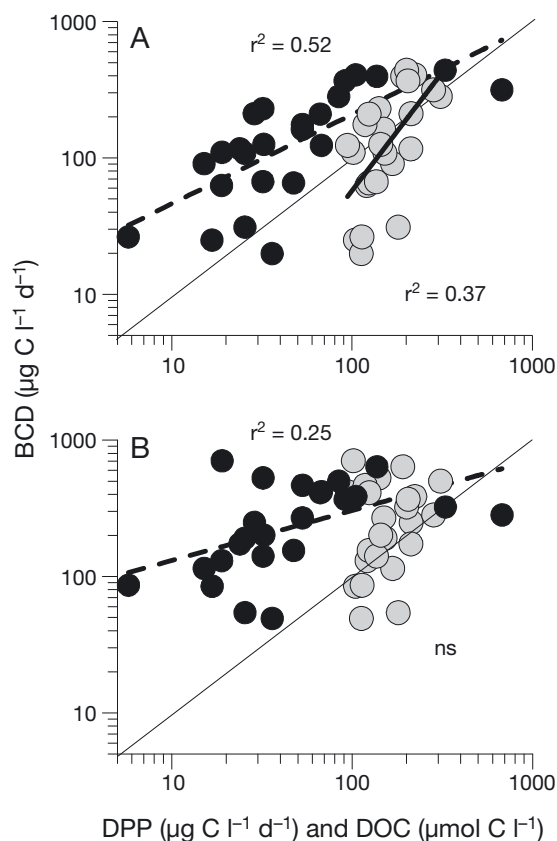 1000
A
r² = 0.52
100
10
r² = 0.37
10
100
1000
BCD (µg C l⁻¹ d⁻¹)
1000
B
r² = 0.25
100
10
ns
10
100
1000
DPP (µg C l⁻¹ d⁻¹) and DOC (µmol C l⁻¹)